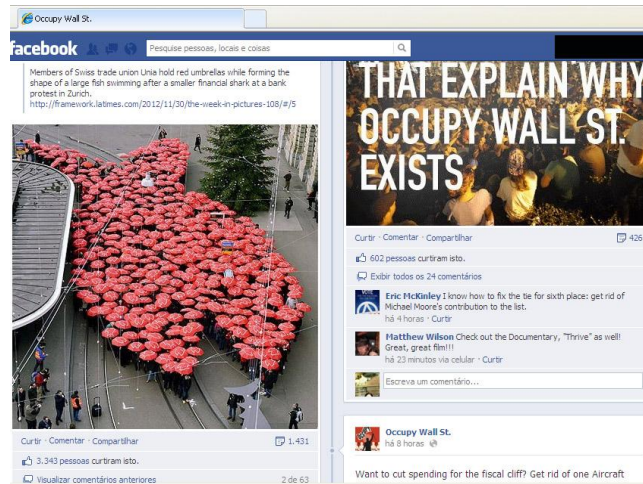 Occupy Wall St.
facebook
Pesquise pessoas, locais e coisas
Members of Swiss trade union Unia hold red umbrellas while forming the
shape of a large fish swimming after a smaller financial shark at a bank
protest in Zurich.
http://framework.latimes.com/2012/11/30/the-week-in-pictures-108/#/5
Curtir · Comentar · Compartilhar 1.431
3.343 pessoas curtiram isto.
Visualizar comentários anteriores 2 de 63
THAT EXPLAIN WHY
OCCUPY WALL ST.
EXISTS
Curtir · Comentar · Compartilhar 426
602 pessoas curtiram isto.
Exibir todos os 24 comentários
Eric McKinley I know how to fix the tie for sixth place: get rid of
Michael Moore's contribution to the list.
há 4 horas · Curtir
Matthew Wilson Check out the Documentary, "Thrive" as well!
Great, great film!!!
há 23 minutos via celular · Curtir
Escreva um comentário...
Occupy Wall St.
há 8 horas
Want to cut spending for the fiscal cliff? Get rid of one Aircraft